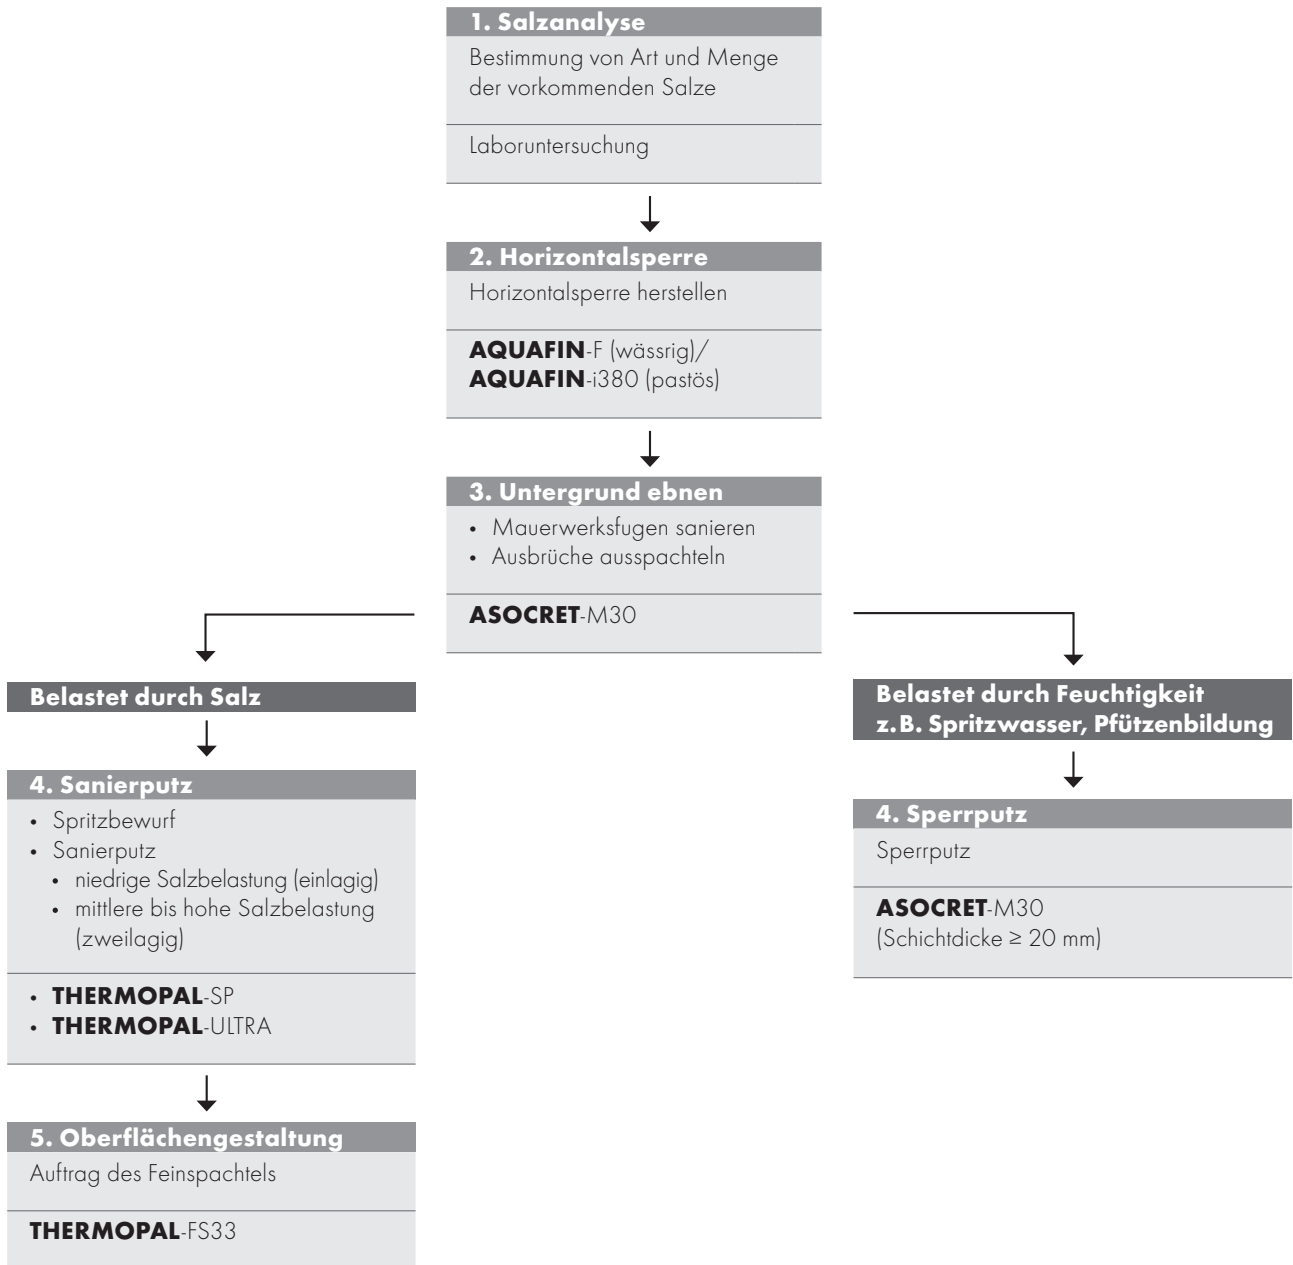 1. Salzanalyse
Bestimmung von Art und Menge
der vorkommenden Salze
Laboruntersuchung
2. Horizontalsperre
Horizontalsperre herstellen
AQUAFIN-F (wässrig)/
AQUAFIN-i380 (pastös)
3. Untergrund ebnen
• Mauerwerksfugen sanieren
• Ausbrüche ausspachteln
ASOCRET-M30
Belastet durch Salz
4. Sanierputz
• Spritzbewurf
• Sanierputz
• niedrige Salzbelastung (einlagig)
• mittlere bis hohe Salzbelastung
(zweilagig)
• THERMOPAL-SP
• THERMOPAL-ULTRA
5. Oberflächengestaltung
Auftrag des Feinspachtels
THERMOPAL-FS33
Belastet durch Feuchtigkeit
z.B. Spritzwasser, Pfützenbildung
4. Sperrputz
Sperrputz
ASOCRET-M30
(Schichtdicke ≥ 20 mm)